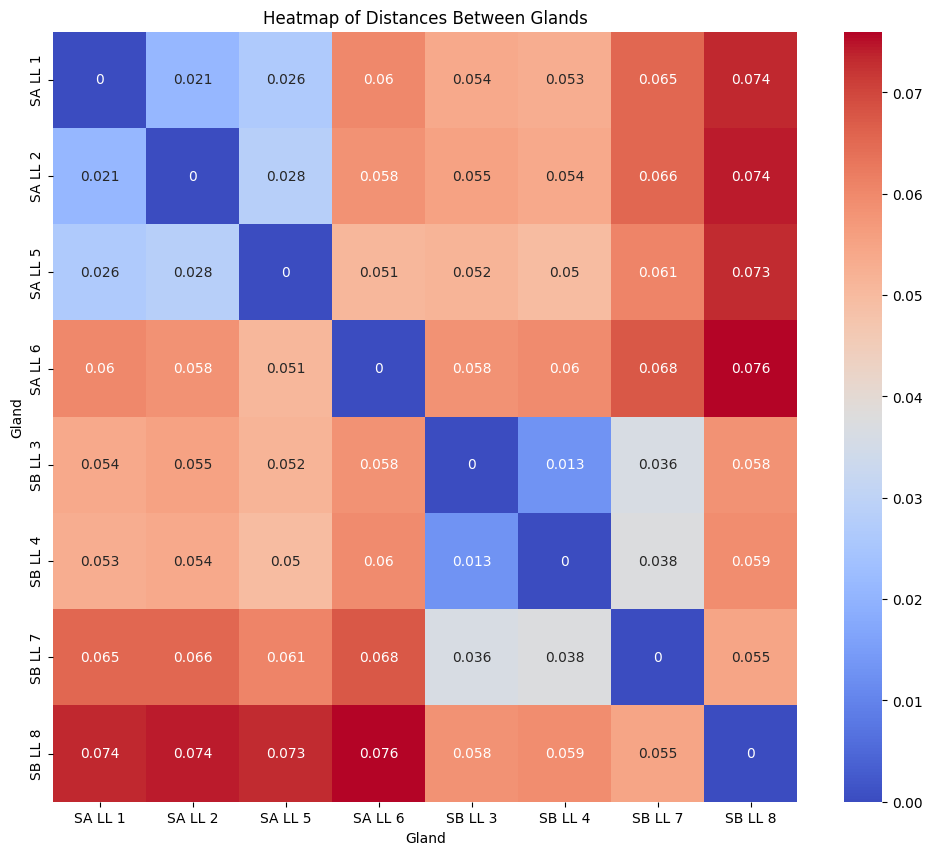 Heatmap of Distances Between Glands
SA LL 1 0 0.021 0.026 0.06 0.054 0.053 0.065 0.074
SA LL 2 0.021 0 0.028 0.058 0.055 0.054 0.066 0.074
SA LL 5 0.026 0.028 0 0.051 0.052 0.05 0.061 0.073
SA LL 6 0.06 0.058 0.051 0 0.058 0.06 0.068 0.076
SB LL 3 0.054 0.055 0.052 0.058 0 0.013 0.036 0.058
SB LL 4 0.053 0.054 0.05 0.06 0.013 0 0.038 0.059
SB LL 7 0.065 0.066 0.061 0.068 0.036 0.038 0 0.055
SB LL 8 0.074 0.074 0.073 0.076 0.058 0.059 0.055 0
Gland
SA LL 1 SA LL 2 SA LL 5 SA LL 6 SB LL 3 SB LL 4 SB LL 7 SB LL 8
Gland
0.07
0.06
0.05
0.04
0.03
0.02
0.01
0.00